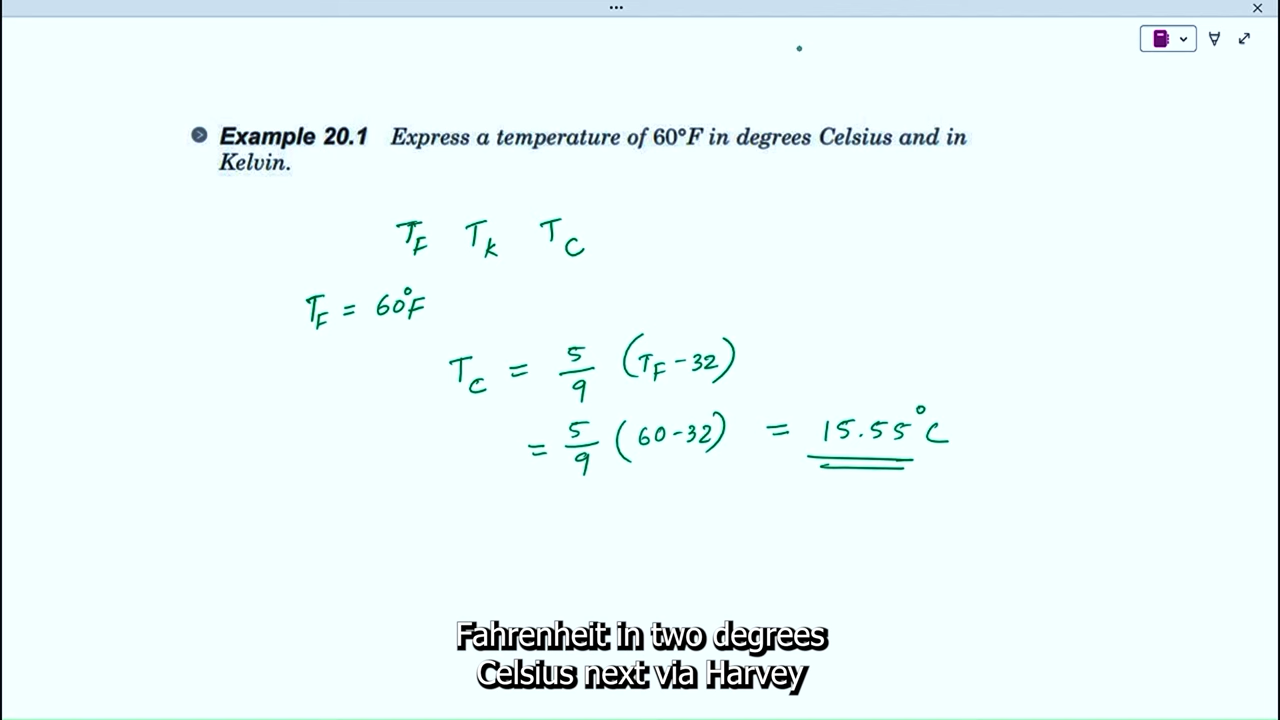 Example 20.1 Express a temperature of 60°F in degrees Celsius and in
Kelvin.
T_F T_K T_C
T_F = 60°F
T_C = 5/9 (T_F - 32)
= 5/9 (60-32) = 15.55°C
Fahrenheit in two degrees
Celsius next via Harvey